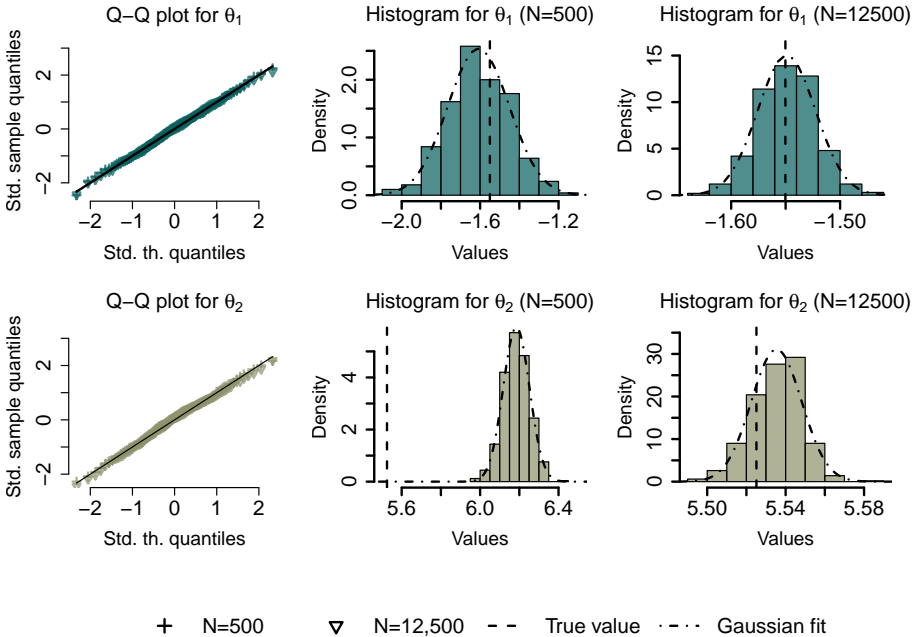 Q−Q plot for θ1
Std. sample quantiles
−2 0 2
−2 −1 0 1 2
Std. th. quantiles
Histogram for θ1 (N=500)
Density
0.0 1.0 2.0
−2.0 −1.6 −1.2
Values
Histogram for θ1 (N=12500)
Density
0 5 10 15
−1.60 −1.50
Values
Q−Q plot for θ2
Std. sample quantiles
−2 0 2
−2 −1 0 1 2
Std. th. quantiles
Histogram for θ2 (N=500)
Density
0 2 4
5.6 6.0 6.4
Values
Histogram for θ2 (N=12500)
Density
0 10 20 30
5.50 5.54 5.58
Values
N=500 N=12,500 True value Gaussian fit